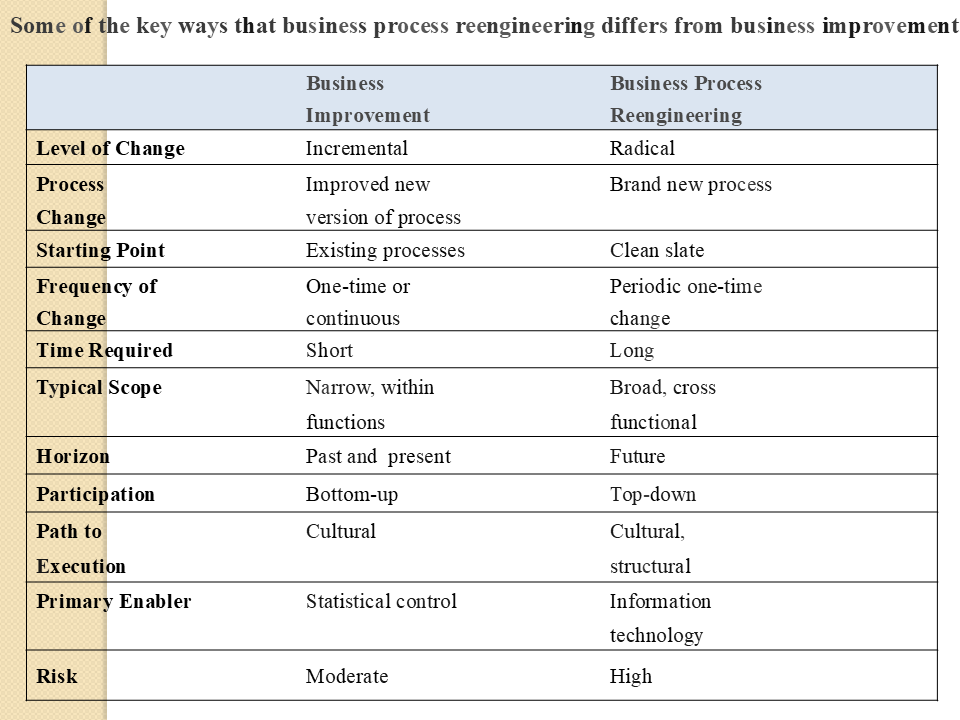 Some of the key ways that business process reengineering differs from business improvement
Business Business Process
Improvement Reengineering
Level of Change Incremental Radical
Process Improved new Brand new process
Change version of process
Starting Point Existing processes Clean slate
Frequency of One-time or Periodic one-time
Change continuous change
Time Required Short Long
Typical Scope Narrow, within Broad, cross
functions functional
Horizon Past and present Future
Participation Bottom-up Top-down
Path to Cultural Cultural,
Execution structural
Primary Enabler Statistical control Information
technology
Risk Moderate High